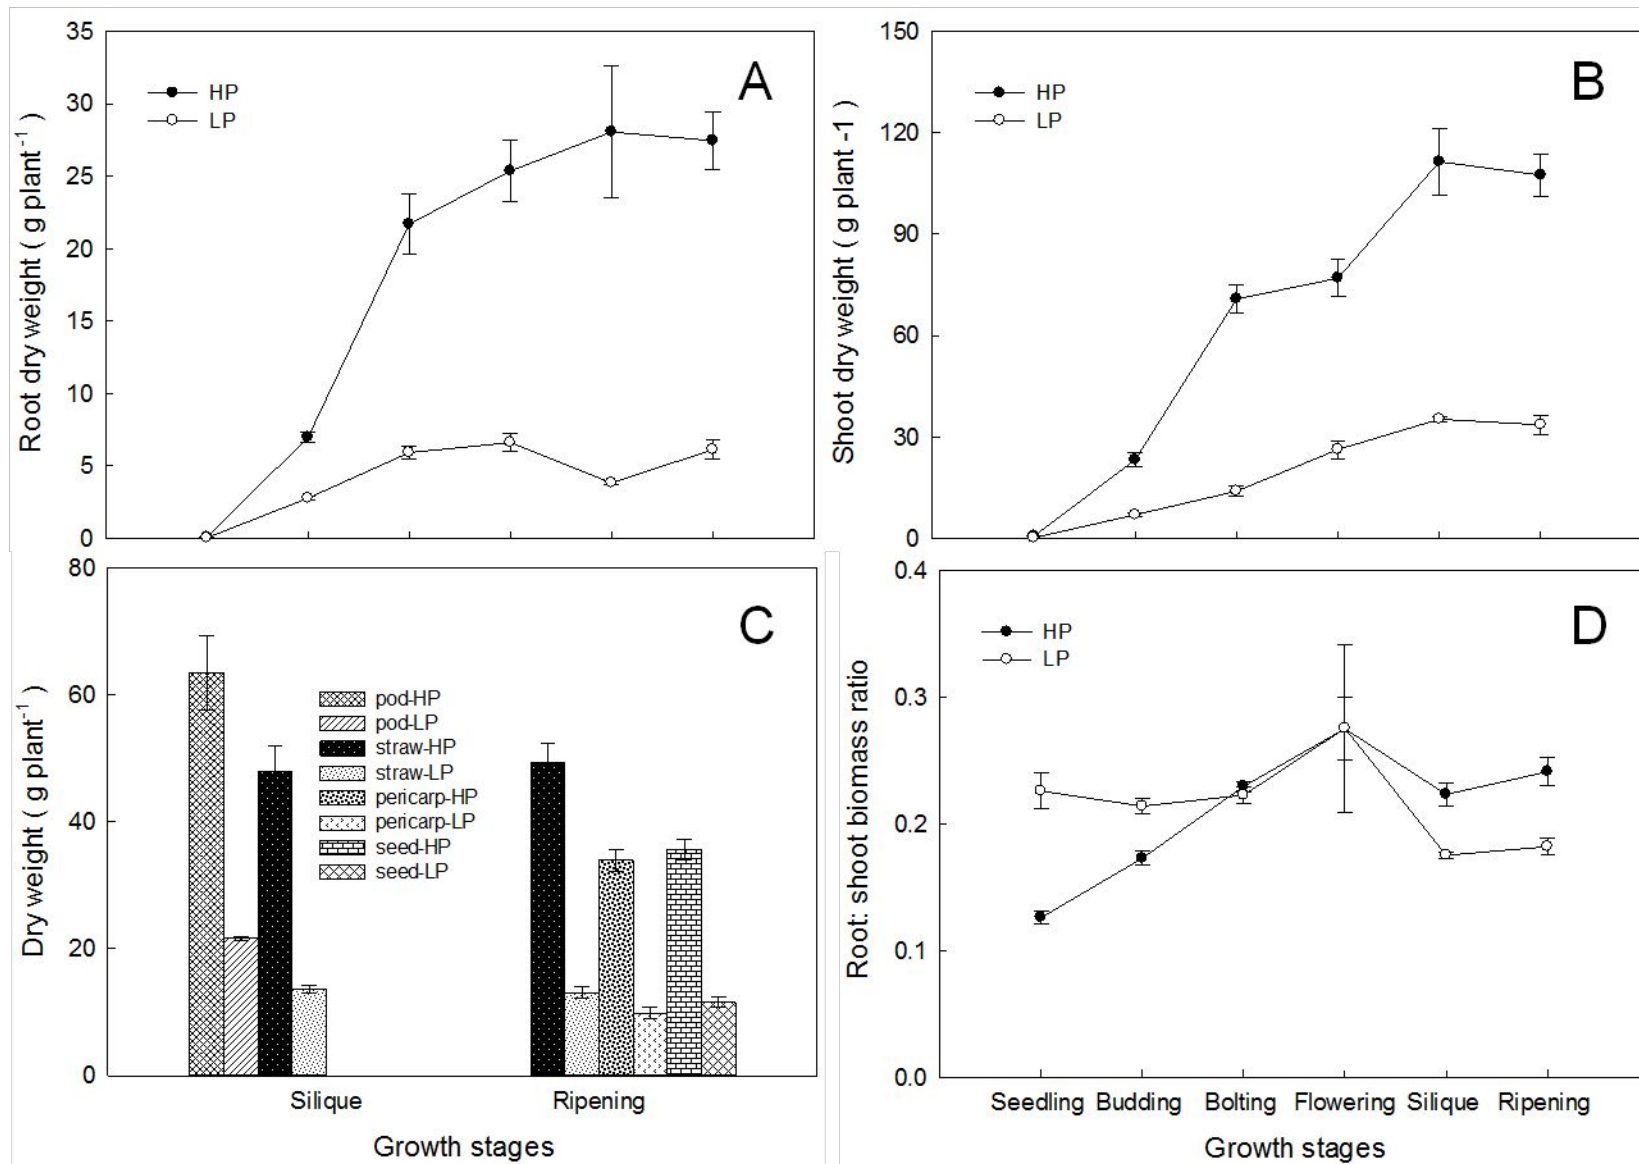 A
Root dry weight ( g plant⁻¹ )
35
30
25
20
15
10
5
0
HP
LP
B
Shoot dry weight ( g plant -1 )
150
120
90
60
30
0
HP
LP
C
Dry weight ( g plant⁻¹ )
80
60
40
20
0
pod-HP
pod-LP
straw-HP
straw-LP
pericarp-HP
pericarp-LP
seed-HP
seed-LP
Silique Ripening
Growth stages
D
Root: shoot biomass ratio
0.4
0.3
0.2
0.1
0.0
HP
LP
Seedling Budding Bolting Flowering Silique Ripening
Growth stages